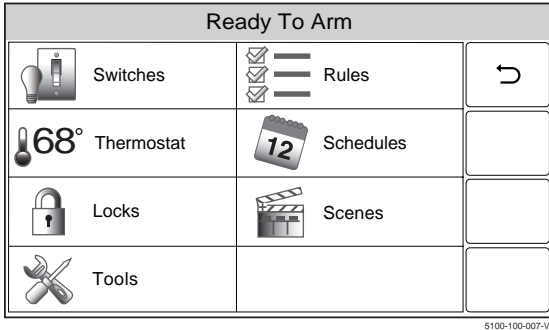 Ready To Arm
Switches
Rules
68° Thermostat
12 Schedules
Locks
Scenes
Tools
5100-100-007-V